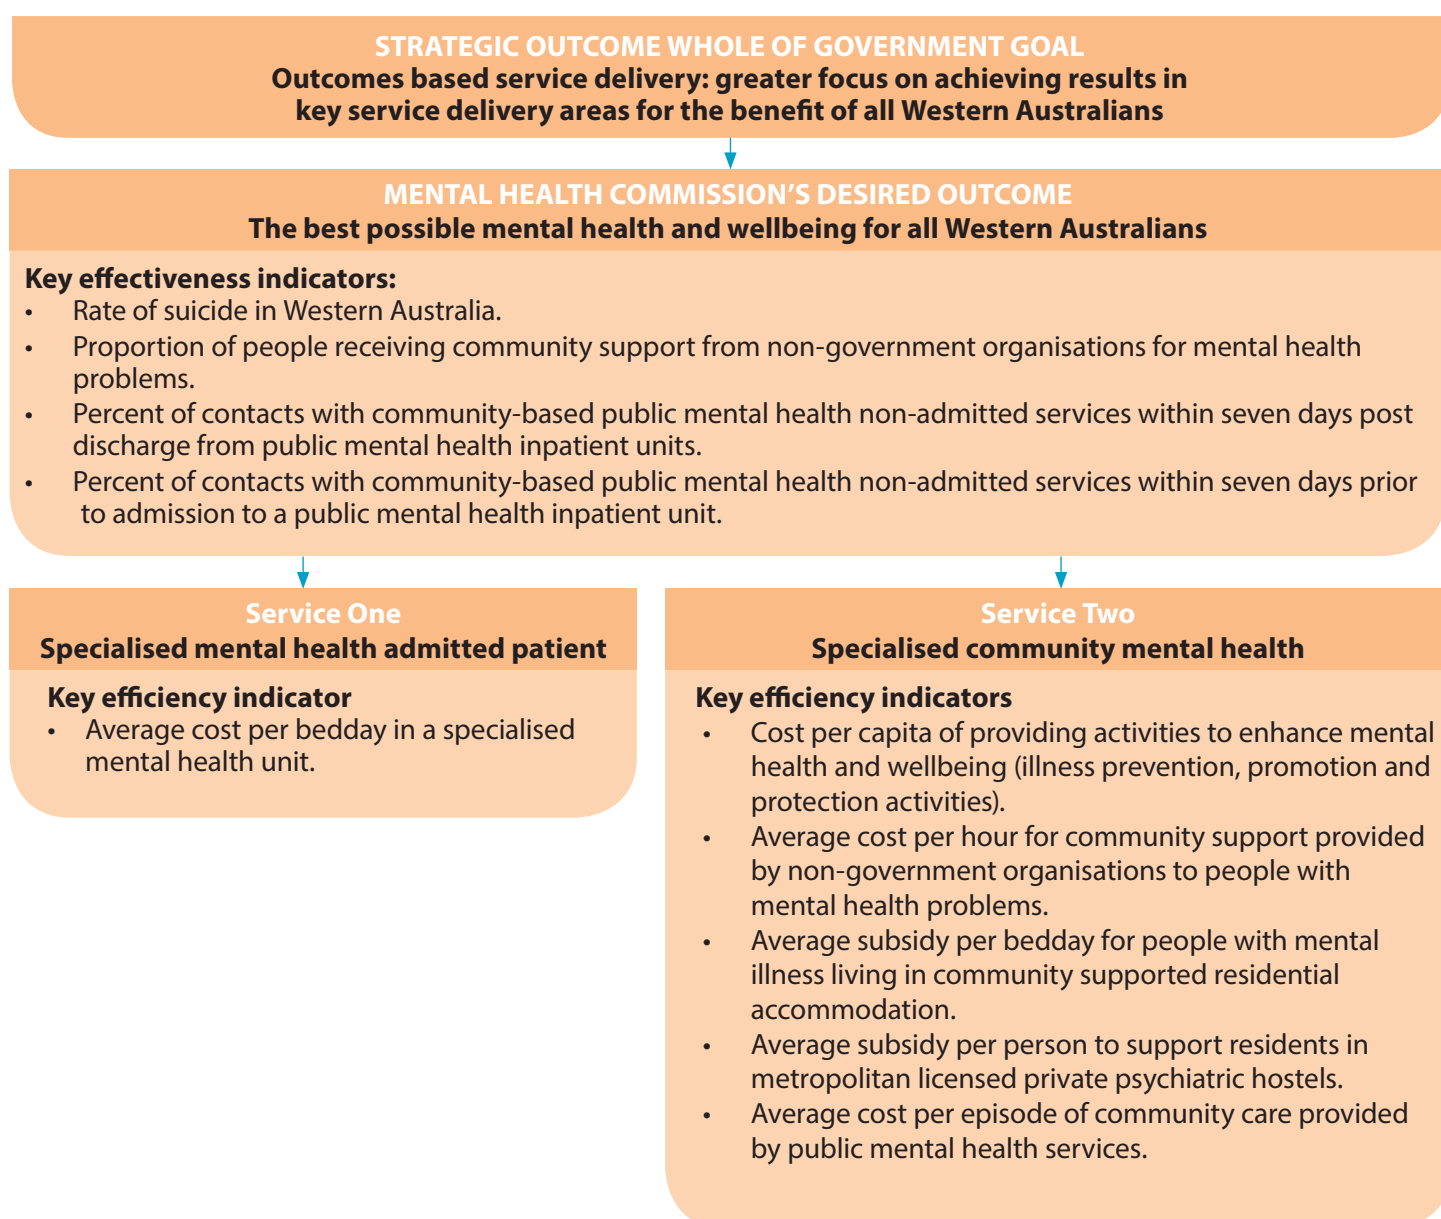 STRATEGIC OUTCOME WHOLE OF GOVERNMENT GOAL
Outcomes based service delivery: greater focus on achieving results in
key service delivery areas for the benefit of all Western Australians
MENTAL HEALTH COMMISSION'S DESIRED OUTCOME
The best possible mental health and wellbeing for all Western Australians
Key effectiveness indicators:
• Rate of suicide in Western Australia.
• Proportion of people receiving community support from non-government organisations for mental health
problems.
• Percent of contacts with community-based public mental health non-admitted services within seven days post
discharge from public mental health inpatient units.
• Percent of contacts with community-based public mental health non-admitted services within seven days prior
to admission to a public mental health inpatient unit.
Service One
Specialised mental health admitted patient
Key efficiency indicator
• Average cost per bedday in a specialised
mental health unit.
Service Two
Specialised community mental health
Key efficiency indicators
• Cost per capita of providing activities to enhance mental
health and wellbeing (illness prevention, promotion and
protection activities).
• Average cost per hour for community support provided
by non-government organisations to people with
mental health problems.
• Average subsidy per bedday for people with mental
illness living in community supported residential
accommodation.
• Average subsidy per person to support residents in
metropolitan licensed private psychiatric hostels.
• Average cost per episode of community care provided
by public mental health services.